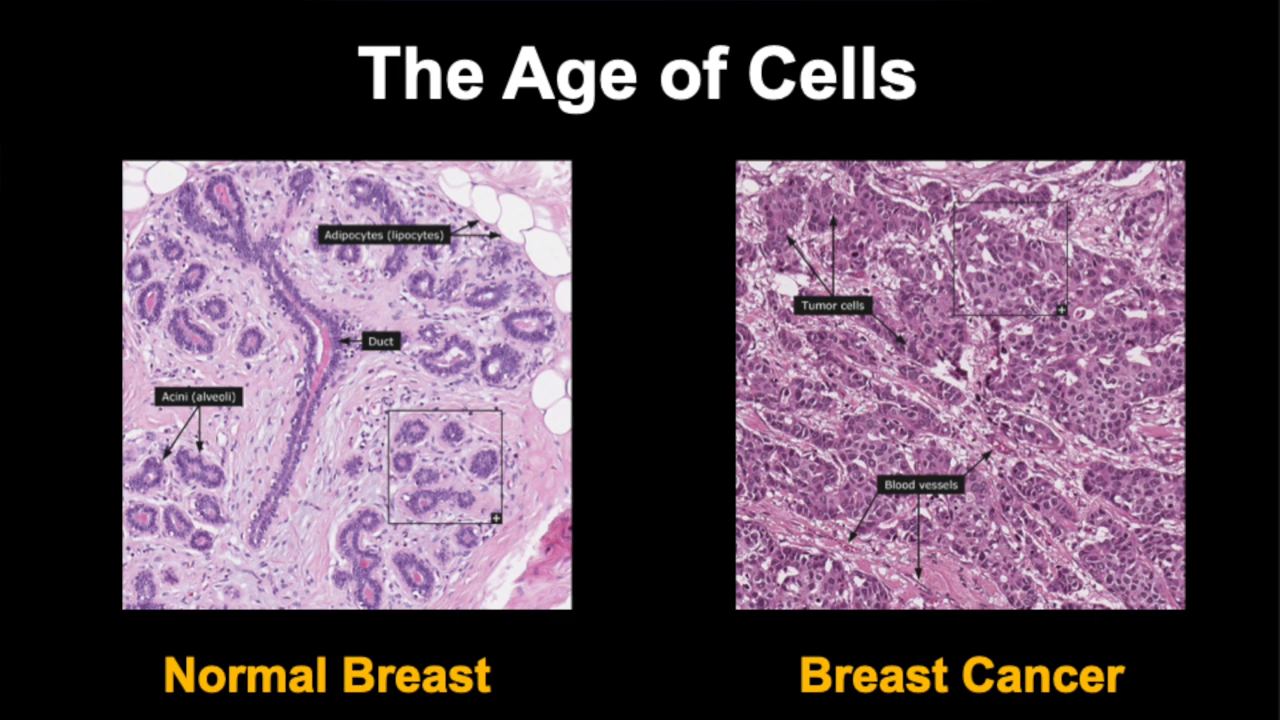 The Age of Cells
Adipocytes (lipocytes)
Duct
Acini (alveoli)
Tumor cells
Blood vessels
Normal Breast
Breast Cancer